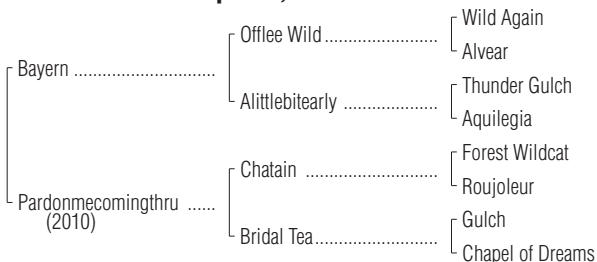 Wild Again
Offlee Wild
Alvear
Bayern
Thunder Gulch
Alittlebitearly
Aquilegia
Forest Wildcat
Chatain
Roujoleur
Pardonmecomingthru
(2010)
Gulch
Bridal Tea
Chapel of Dreams